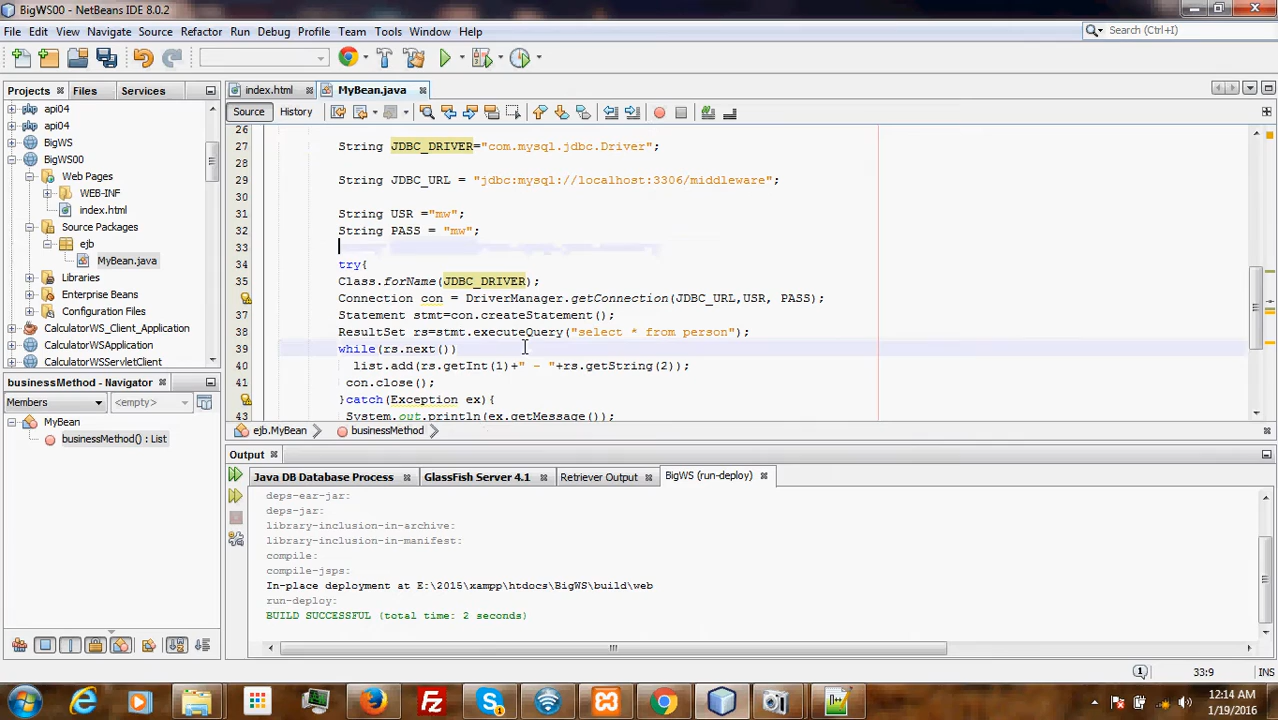 BigWS00 - NetBeans IDE 8.0.2
File Edit View Navigate Source Refactor Run Debug Profile Team Tools Window Help
Search (Ctrl+I)
Projects Files Services
index.html MyBean.java
Source History
api04
api04
BigWS
BigWS00
Web Pages
WEB-INF
index.html
Source Packages
ejb
MyBean.java
Libraries
Enterprise Beans
Configuration Files
CalculatorWS_Client_Application
CalculatorWSApplication
CalculatorWSServletClient
businessMethod() : List - Navigator
Members <empty>
MyBean
businessMethod() : List
26
27 String JDBC_DRIVER="com.mysql.jdbc.Driver";
28
29 String JDBC_URL = "jdbc:mysql://localhost:3306/middleware";
30
31 String USR ="mw";
32 String PASS = "mw";
33
34 try{
35 Class.forName(JDBC_DRIVER);
Connection con = DriverManager.getConnection(JDBC_URL,USR, PASS);
37 Statement stmt=con.createStatement();
38 ResultSet rs=stmt.executeQuery("select * from person");
39 while(rs.next())
40 list.add(rs.getInt(1)+" - "+rs.getString(2));
41 con.close();
}catch(Exception ex){
43 System.out.println(ex.getMessage());
ejb.MyBean businessMethod
Output
Java DB Database Process GlassFish Server 4.1 Retriever Output BigWS (run-deploy)
deps-ear-jar:
deps-jar:
library-inclusion-in-archive:
library-inclusion-in-manifest:
compile:
compile-jsps:
In-place deployment at E:\2015\xampp\htdocs\BigWS\build\web
run-deploy:
BUILD SUCCESSFUL (total time: 2 seconds)
1 33:9 INS
12:14 AM
1/19/2016